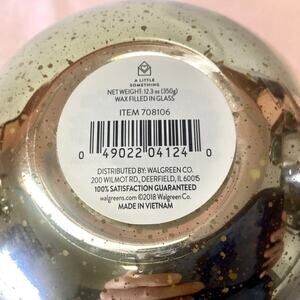 A LITTLE
SOMETHING
NET WEIGHT: 12.3 oz (350g)
WAX FILLED IN GLASS
ITEM 708106
0 49022 04124 0
DISTRIBUTED BY: WALGREEN CO.
200 WILMOT RD., DEERFIELD, IL 60015
100% SATISFACTION GUARANTEED
walgreens.com ©2018 Walgreen Co.
MADE IN VIETNAM